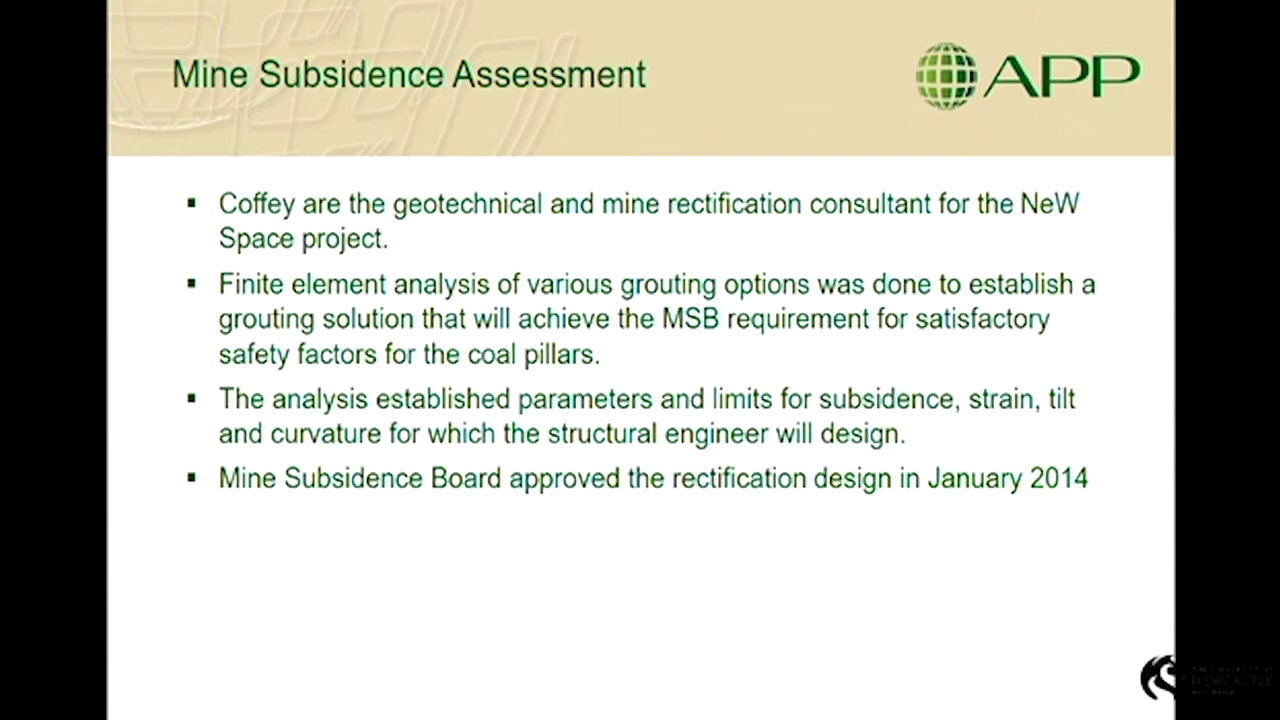 Mine Subsidence Assessment
APP
▪ Coffey are the geotechnical and mine rectification consultant for the NeW
Space project.
▪ Finite element analysis of various grouting options was done to establish a
grouting solution that will achieve the MSB requirement for satisfactory
safety factors for the coal pillars.
▪ The analysis established parameters and limits for subsidence, strain, tilt
and curvature for which the structural engineer will design.
▪ Mine Subsidence Board approved the rectification design in January 2014
NEWCASTLE